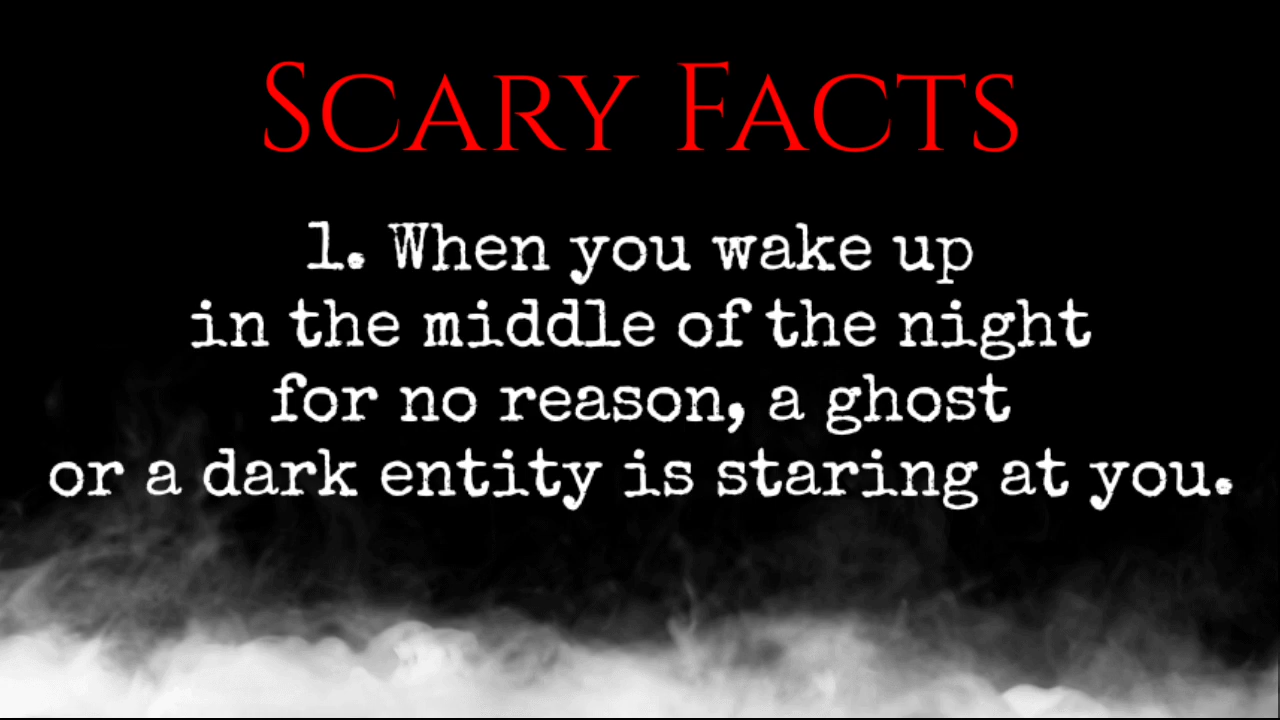 Scary Facts
1. When you wake up
in the middle of the night
for no reason, a ghost
or a dark entity is staring at you.